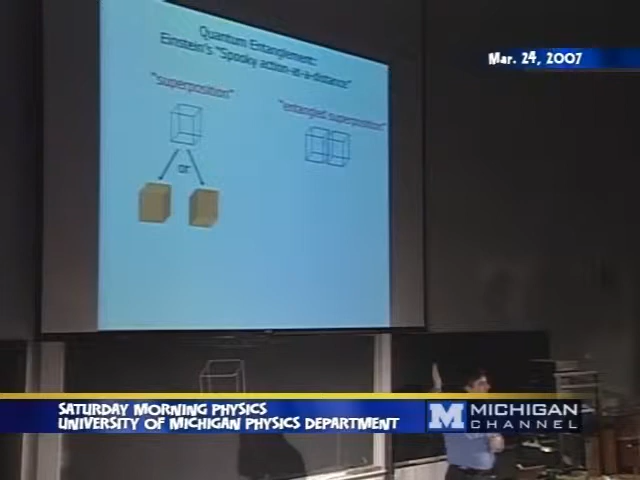 Quantum Entanglement:
Einstein's "Spooky action-at-a-distance"
"superposition"
"entangled superposition"
or
Mar. 24, 2007
SATURDAY MORNING PHYSICS
UNIVERSITY OF MICHIGAN PHYSICS DEPARTMENT
M MICHIGAN
CHANNEL